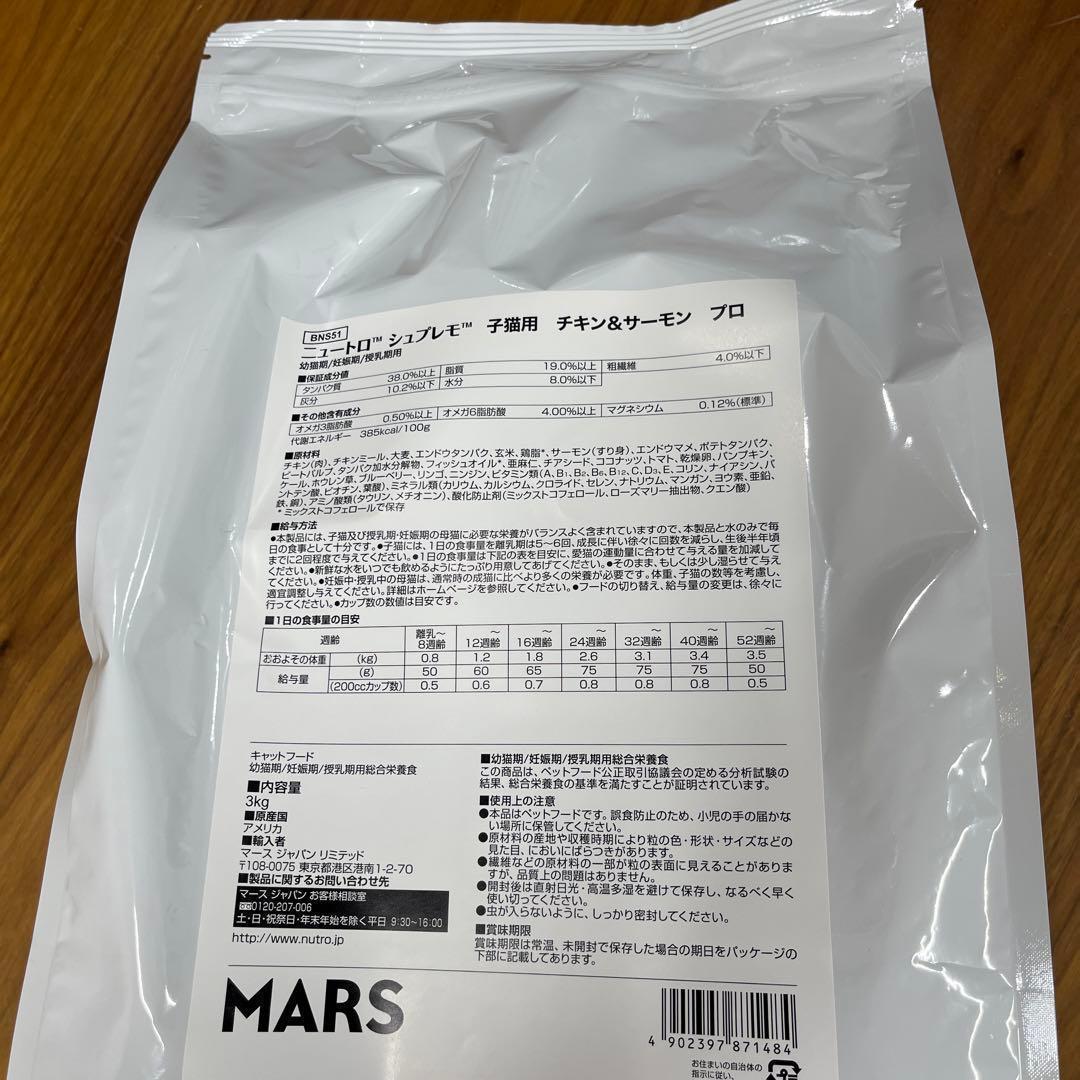 BNS51
ニュートロ™ シュプレモ™ 子猫用 チキン&サーモン プロ
幼猫期/妊娠期/授乳期用
■保証成分値
タンパク質 38.0%以上 脂質 19.0%以上 粗繊維 4.0%以下
灰分 10.2%以下 水分 8.0%以下
■その他含有成分
オメガ3脂肪酸 0.50%以上 オメガ6脂肪酸 4.00%以上 マグネシウム 0.12%(標準)
代謝エネルギー 385kcal/100g
■原材料
チキン(肉)、チキンミール、大麦、エンドウタンパク、玄米、鶏脂*、サーモン(すり身)、エンドウマメ、ポテトタンパク、
ビートパルプ、タンパク加水分解物、フィッシュオイル*、亜麻仁、チアシード、ココナッツ、トマト、乾燥卵、パンプキン、
ケール、ホウレン草、ブルーベリー、リンゴ、ニンジン、ビタミン類(A、B1、B2、B6、B12、C、D3、E、コリン、ナイアシン、パ
ントテン酸、ビオチン、葉酸)、ミネラル類(カリウム、カルシウム、クロライド、セレン、ナトリウム、マンガン、ヨウ素、亜鉛、
鉄、銅)、アミノ酸類(タウリン、メチオニン)、酸化防止剤(ミックストコフェロール、ローズマリー抽出物、クエン酸)
* ミックストコフェロールで保存
■給与方法
●本製品には、子猫及び授乳期・妊娠期の母猫に必要な栄養がバランスよく含まれていますので、本製品と水のみで毎
日の食事として十分です。●子猫には、1日の食事量を離乳期は5〜6回、成長に伴い徐々に回数を減らし、生後半年頃
までに2回程度で与えてください。●1日の食事量は下記の表を目安に、愛猫の運動量に合わせて与える量を加減して
ください。●新鮮な水をいつでも飲めるようにたっぷり用意してあげてください。●そのまま、もしくは少し湿らせて与え
てください。●妊娠中・授乳中の母猫は、通常時の成猫に比べより多くの栄養が必要です。体重、子猫の数等を考慮し、
適宜調整し与えてください。詳細はホームページを参照してください。●フードの切り替え、給与量の変更は、徐々に
行ってください。●カップ数の数値は目安です。
■1日の食事量の目安
週齢 離乳〜8週齢 〜12週齢 〜16週齢 〜24週齢 〜32週齢 〜40週齢 〜52週齢
おおよその体重 (kg) 0.8 1.2 1.8 2.6 3.1 3.4 3.5
給与量 (g) 50 60 65 75 75 75 50
(200ccカップ数) 0.5 0.6 0.7 0.8 0.8 0.8 0.5
キャットフード
幼猫期/妊娠期/授乳期用総合栄養食
■内容量
3kg
■原産国
アメリカ
■輸入者
マース ジャパン リミテッド
〒108-0075 東京都港区港南1-2-70
■製品に関するお問い合わせ先
マース ジャパン お客様相談室
0120-207-006
土・日・祝祭日・年末年始を除く平日 9:30〜16:00
http://www.nutro.jp
MARS
■幼猫期/妊娠期/授乳期用総合栄養食
この商品は、ペットフード公正取引協議会の定める分析試験の
結果、総合栄養食の基準を満たすことが証明されています。
■使用上の注意
●本品はペットフードです。誤食防止のため、小児の手の届かな
い場所に保管してください。
●原材料の産地や収穫時期により粒の色・形状・サイズなどの
見た目、においにばらつきがあります。
●繊維などの原材料の一部が粒の表面に見えることがありま
すが、品質上の問題はありません。
●開封後は直射日光・高温多湿を避けて保存し、なるべく早く
使い切ってください。
●虫が入らないように、しっかり密封してください。
■賞味期限
賞味期限は常温、未開封で保存した場合の期日をパッケージの
下部に記載してあります。
4 902397 871484
お住まいの自治体の
指示に従い、